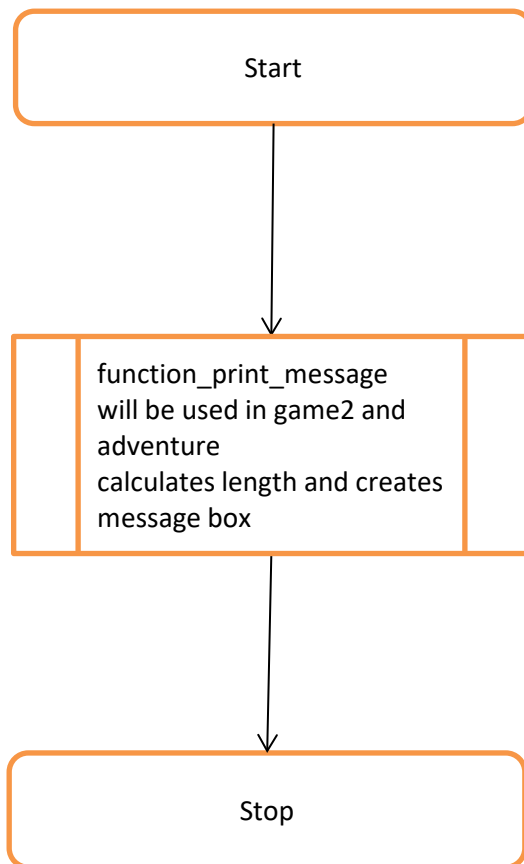 Start
function_print_message
will be used in game2 and
adventure
calculates length and creates
message box
Stop